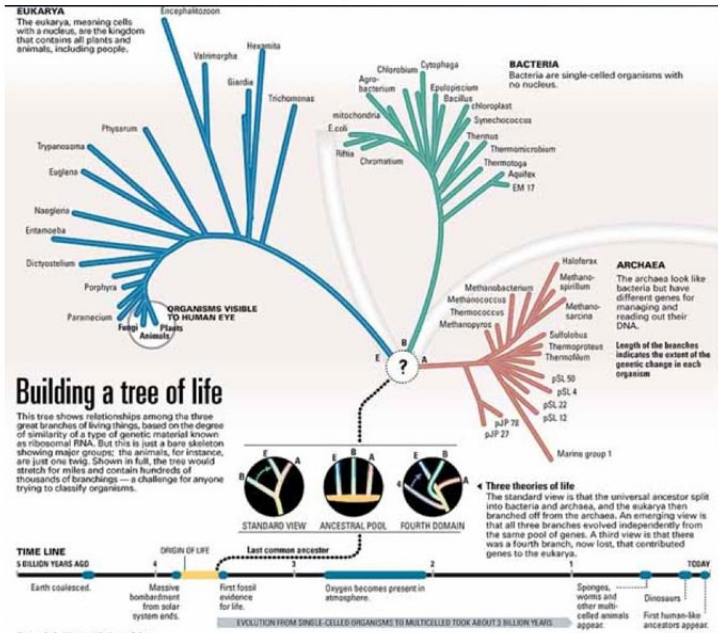 EUKARYA
The eukarya, meaning cells
with a nucleus, are the kingdom
that contains all plants and
animals, including people.
Encephalitozoon
Vairimorpha
Hexamita
Giardia
Trichomonas
Physarum
Trypanosoma
Euglena
Naegleria
Entamoeba
Dictyostelium
Porphyra
Paramecium
Fungi
Animals
Plants
ORGANISMS VISIBLE
TO HUMAN EYE
BACTERIA
Bacteria are single-celled organisms with
no nucleus.
Cytophaga
Chlorobium
Agro-
bacterium
Epulopiscium
Bacillus
chloroplast
Synechococcus
mitochondria
E.coli
Riftia
Chromatium
Thermus
Thermomicrobium
Thermotoga
Aquifex
EM 17
ARCHAEA
The archaea look like
bacteria but have
different genes for
managing and
reading out their
DNA.
Length of the branches
indicates the extent of the
genetic change in each
organism
Haloferax
Methano-
spirillum
Methano-
sarcina
Methanobacterium
Methanococcus
Thermococcus
Methanopyros
Sulfolobus
Thermoproteus
Thermofilum
pSL 50
pSL 4
pSL 22
pSL 12
pJP 78
pJP 27
Marine group 1
E
B
A
?
Building a tree of life
This tree shows relationships among the three
great branches of living things, based on the degree
of similarity of a type of genetic material known
as ribosomal RNA. But this is just a bare skeleton
showing major groups; the animals, for instance,
are just one twig. Shown in full, the tree would
stretch for miles and contain hundreds of
thousands of branchings — a challenge for anyone
trying to classify organisms.
B E A
E B A
4 E B A
STANDARD VIEW
ANCESTRAL POOL
FOURTH DOMAIN
Three theories of life
The standard view is that the universal ancestor split
into bacteria and archaea, and the eukarya then
branched off from the archaea. An emerging view is
that all three branches evolved independently from
the same pool of genes. A third view is that there
was a fourth branch, now lost, that contributed
genes to the eukarya.
TIME LINE
5 BILLION YEARS AGO
4
ORIGIN OF LIFE
Last common ancestor
3
2
1
TODAY
Earth coalesced.
Massive
bombardment
from solar
system ends.
First fossil
evidence
for life.
Oxygen becomes present in
atmosphere.
Sponges,
worms and
other multi-
celled animals
appear.
Dinosaurs
First human-like
ancestors appear.
EVOLUTION FROM SINGLE-CELLED ORGANISMS TO MULTICELLED TOOK ABOUT 3 BILLION YEARS